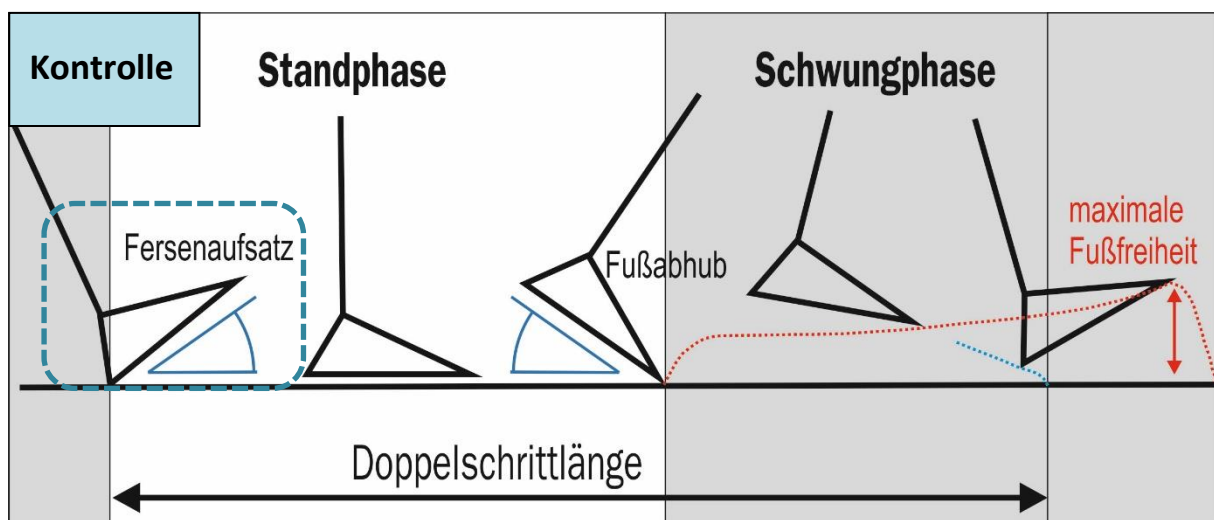 Kontrolle
Standphase
Schwungphase
Fersenaufsatz
Fußabhub
maximale
Fußfreiheit
Doppelschrittlänge